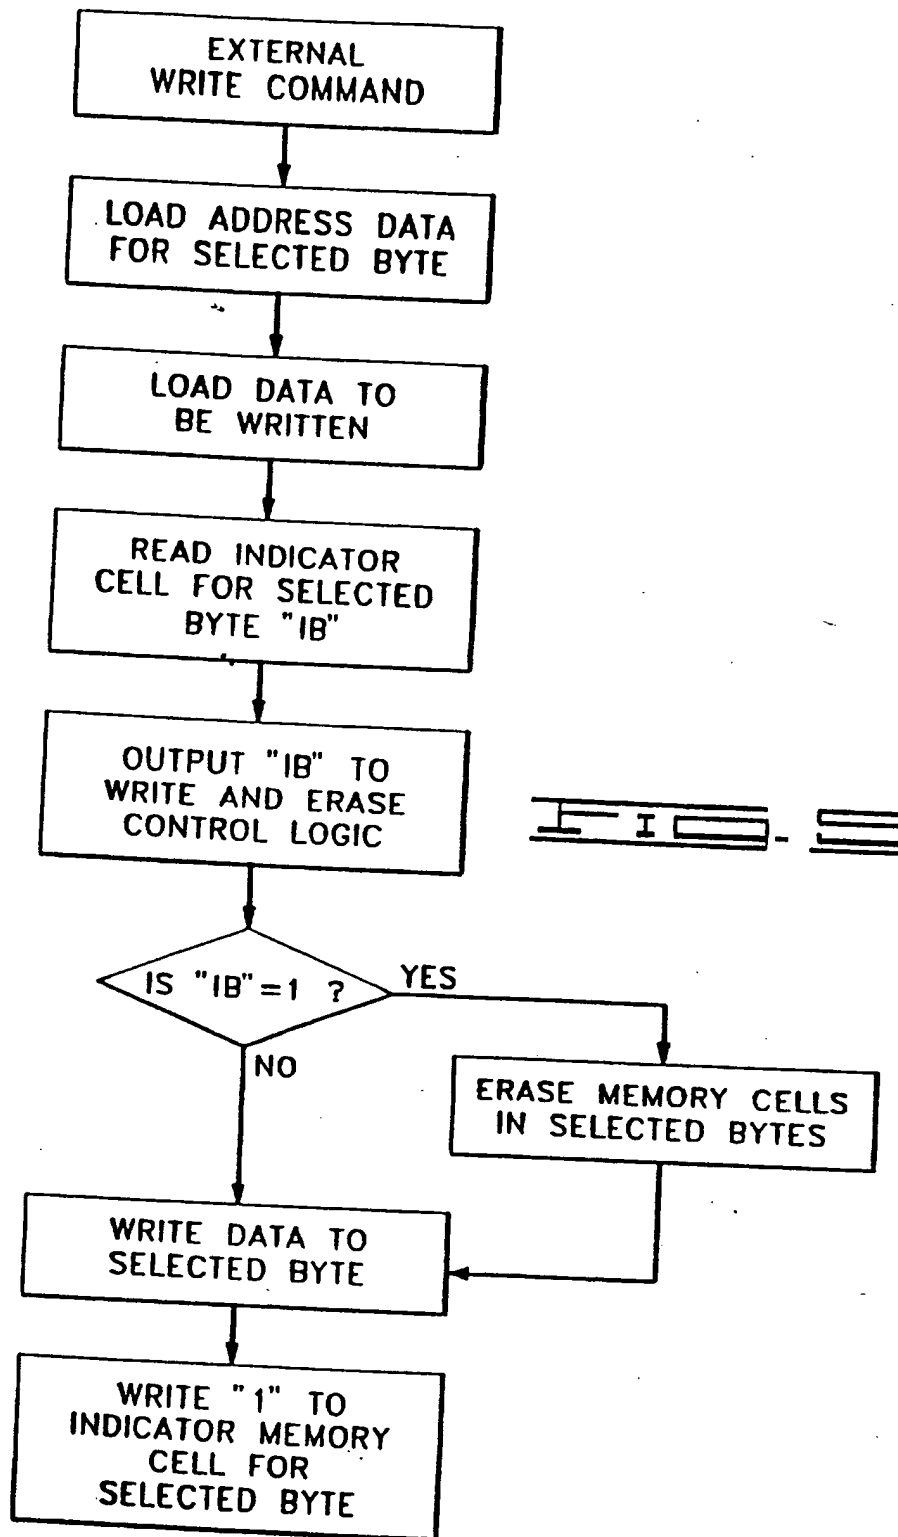 EXTERNAL
WRITE COMMAND
LOAD ADDRESS DATA
FOR SELECTED BYTE
LOAD DATA TO
BE WRITTEN
READ INDICATOR
CELL FOR SELECTED
BYTE "IB"
OUTPUT "IB" TO
WRITE AND ERASE
CONTROL LOGIC
IS "IB"=1 ?
YES
NO
ERASE MEMORY CELLS
IN SELECTED BYTES
WRITE DATA TO
SELECTED BYTE
WRITE "1" TO
INDICATOR MEMORY
CELL FOR
SELECTED BYTE